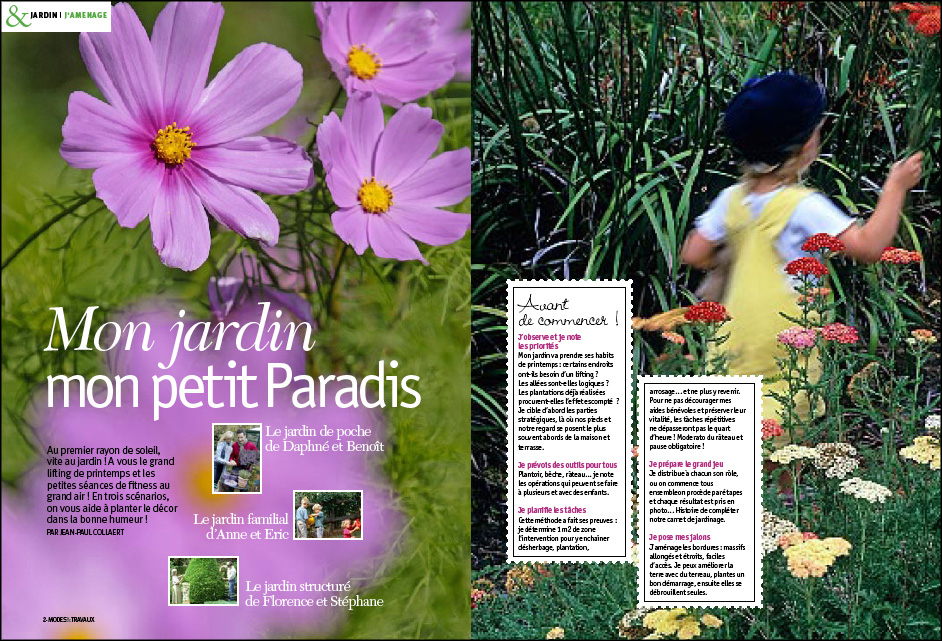 & JARDIN | J'AMENAGE
Mon jardin
mon petit Paradis
Au premier rayon de soleil,
vite au jardin ! A vous le grand
lifting de printemps et les
petites séances de fitness au
grand air ! En trois scénarios,
on vous aide à planter le décor
dans la bonne humeur !
PAR JEAN-PAUL COLLAERT
Le jardin de poche
de Daphné et Benoît
Le jardin familial
d'Anne et Eric
Le jardin structuré
de Florence et Stéphane
2-MODES & TRAVAUX
Avant
de commencer !
J'observe et je note
les priorités
Mon jardin va prendre ses habits
de printemps : certains endroits
ont-ils besoin d'un lifting ?
Les allées sont-elles logiques ?
Les plantations déjà réalisées
procurent-elles l'effet escompté ?
Je cible d'abord les parties
stratégiques, là où nos pieds et
notre regard se posent le plus
souvent abords de la maison et
terrasse.
Je prévois des outils pour tous
Plantoir, bêche, râteau... je note
les opérations qui peuvent se faire
à plusieurs et avec des enfants.
Je planifie les tâches
Cette méthode a fait ses preuves :
je détermine 1 m2 de zone
l'intervention pour y enchaîner
désherbage, plantation,
arrosage... et ne plus y revenir.
Pour ne pas décourager mes
aides bénévoles et préserver leur
vitalité, les tâches répétitives
ne dépasseront pas le quart
d'heure ! Moderato du râteau et
pause obligatoire !
Je prépare le grand jeu
Je distribue à chacun son rôle,
ou on commence tous
ensemble on procède par étapes
et chaque résultat est pris en
photo... Histoire de compléter
notre carnet de jardinage.
Je pose mes jalons
J'aménage les bordures : massifs
allongés et étroits, faciles
d'accès. Je peux améliorer la
terre avec du terreau, plantes un
bon démarrage, ensuite elles se
débrouillent seules.